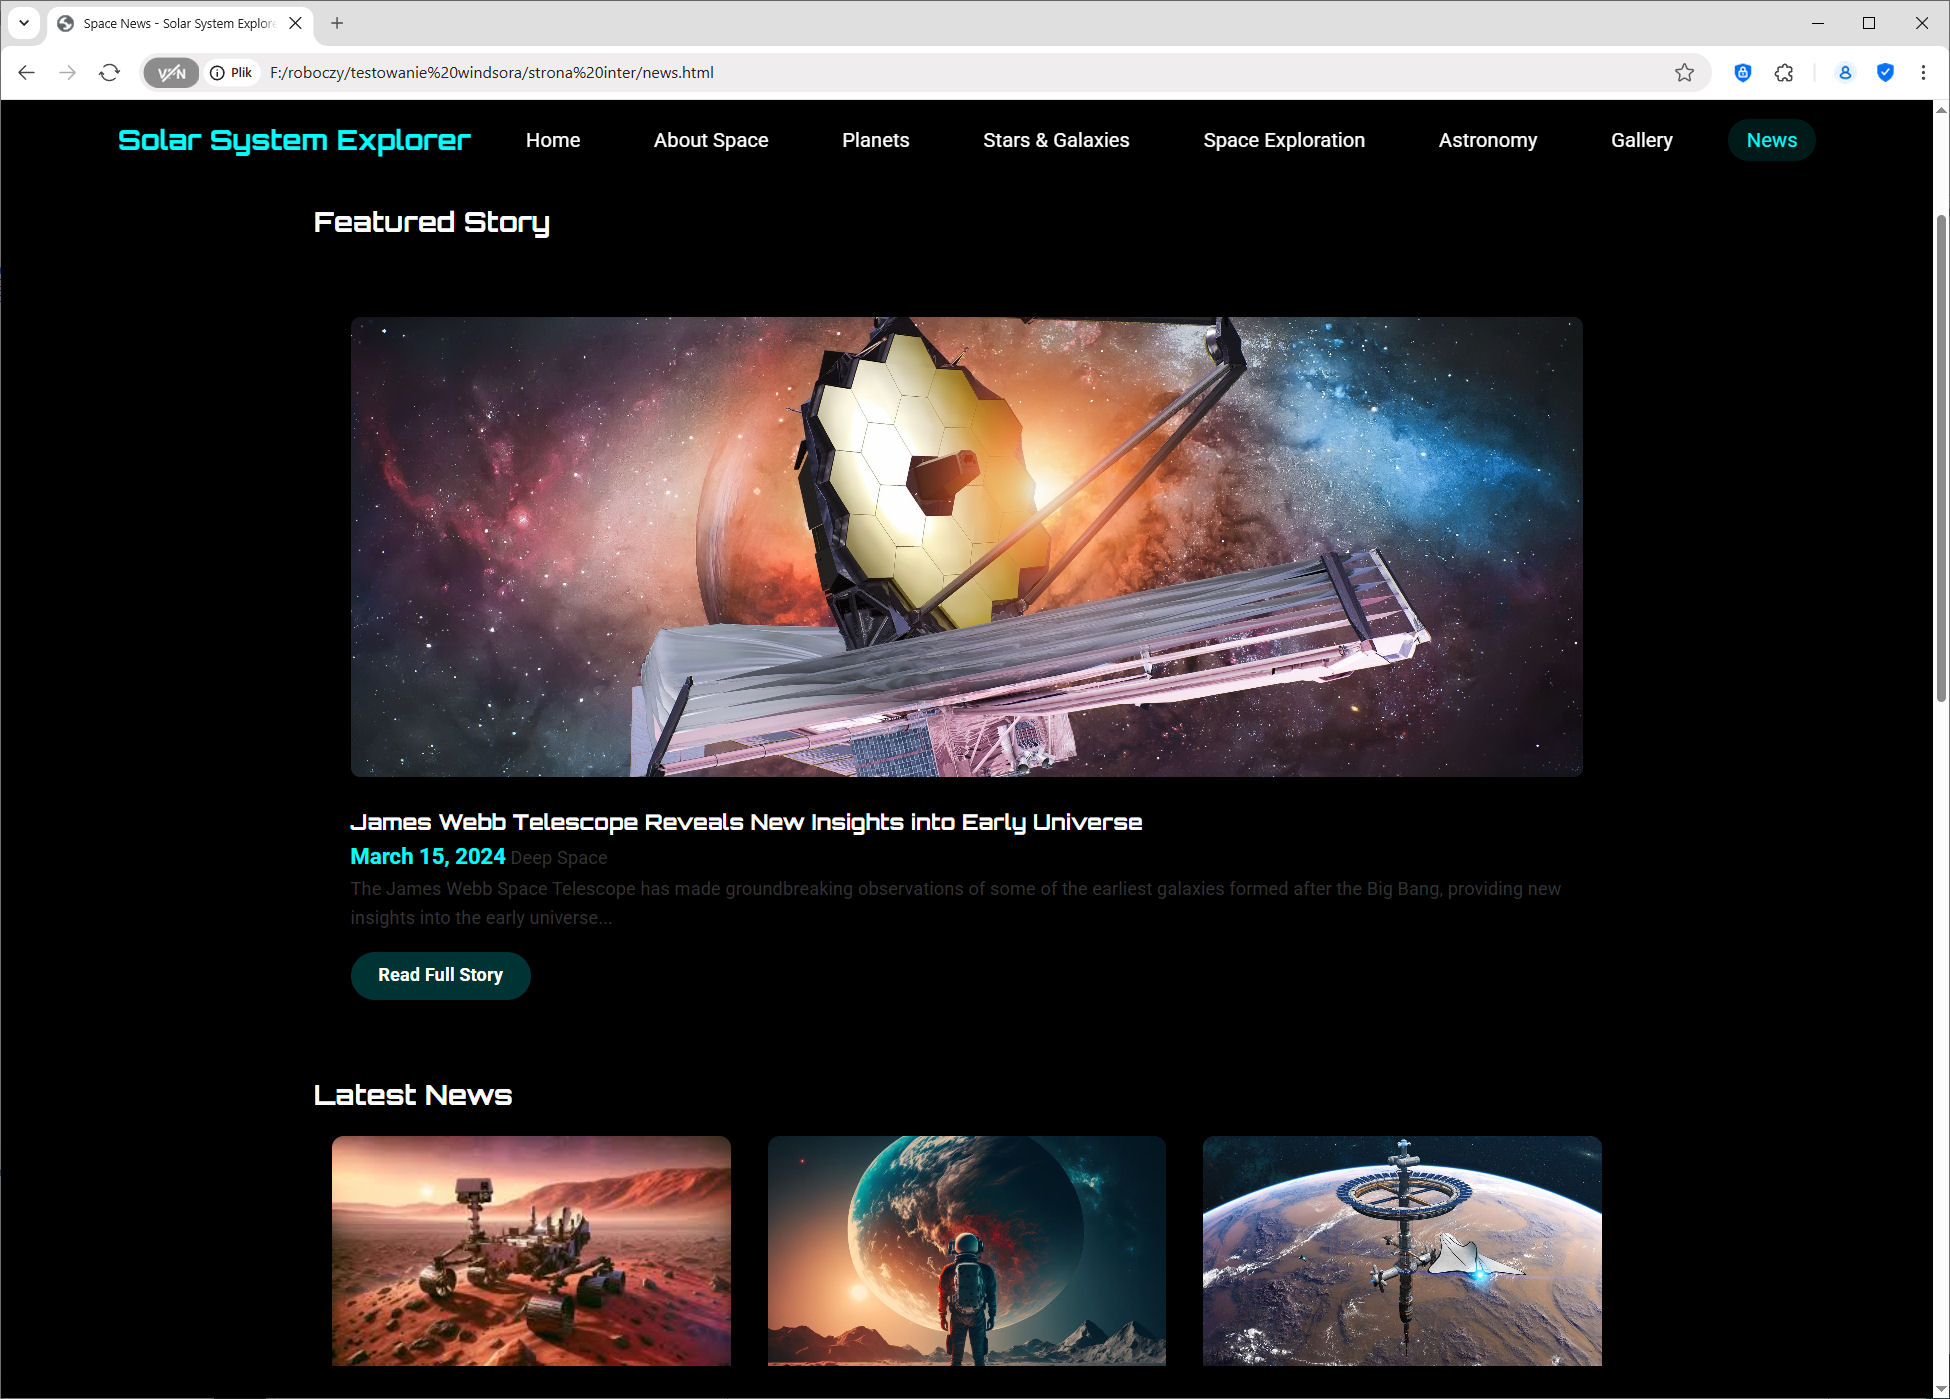 Space News - Solar System Explore
VPN
Plik
F:/roboczy/testowanie%20windsora/strona%20inter/news.html
Solar System Explorer
Home
About Space
Planets
Stars & Galaxies
Space Exploration
Astronomy
Gallery
News
Featured Story
James Webb Telescope Reveals New Insights into Early Universe
March 15, 2024 Deep Space
The James Webb Space Telescope has made groundbreaking observations of some of the earliest galaxies formed after the Big Bang, providing new
insights into the early universe...
Read Full Story
Latest News